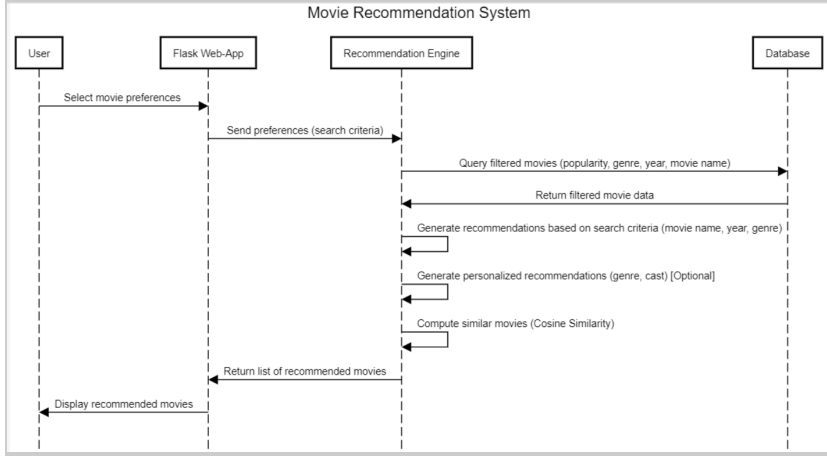 Movie Recommendation System
User
Flask Web-App
Recommendation Engine
Database
Select movie preferences
Send preferences (search criteria)
Query filtered movies (popularity, genre, year, movie name)
Return filtered movie data
Generate recommendations based on search criteria (movie name, year, genre)
Generate personalized recommendations (genre, cast) [Optional]
Compute similar movies (Cosine Similarity)
Return list of recommended movies
Display recommended movies